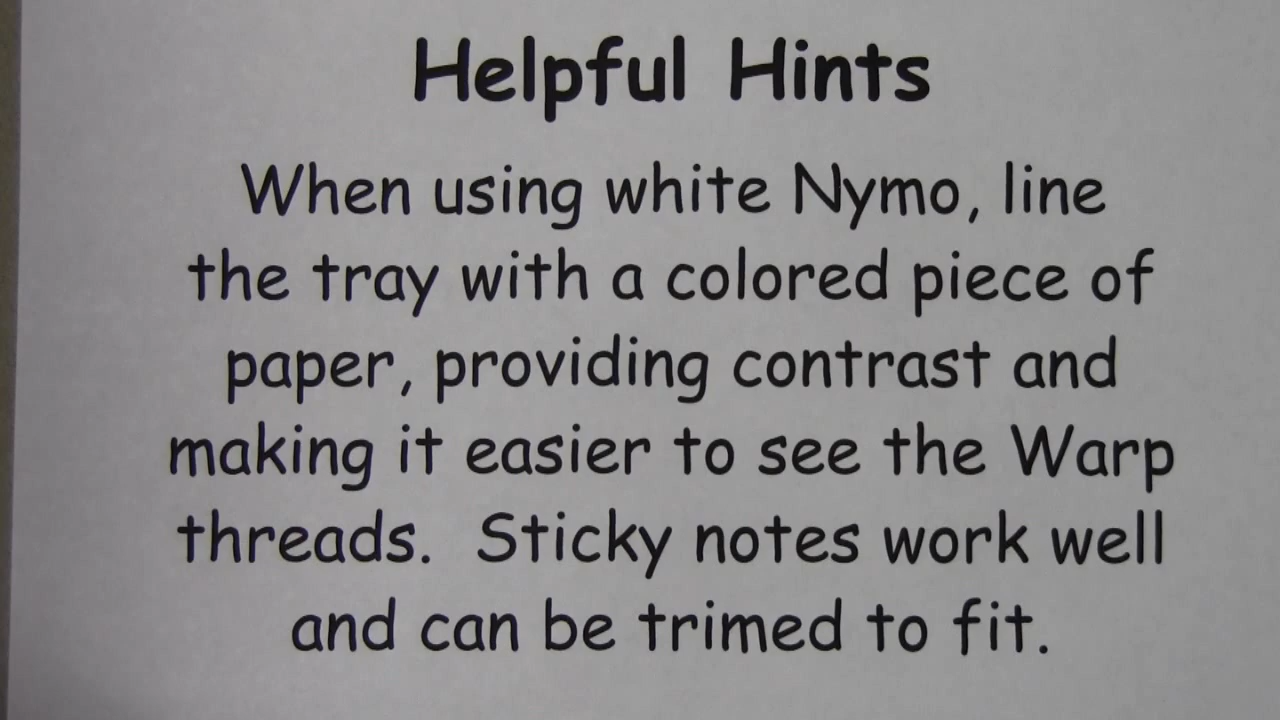 Helpful Hints
When using white Nymo, line
the tray with a colored piece of
paper, providing contrast and
making it easier to see the Warp
threads.  Sticky notes work well
and can be trimed to fit.